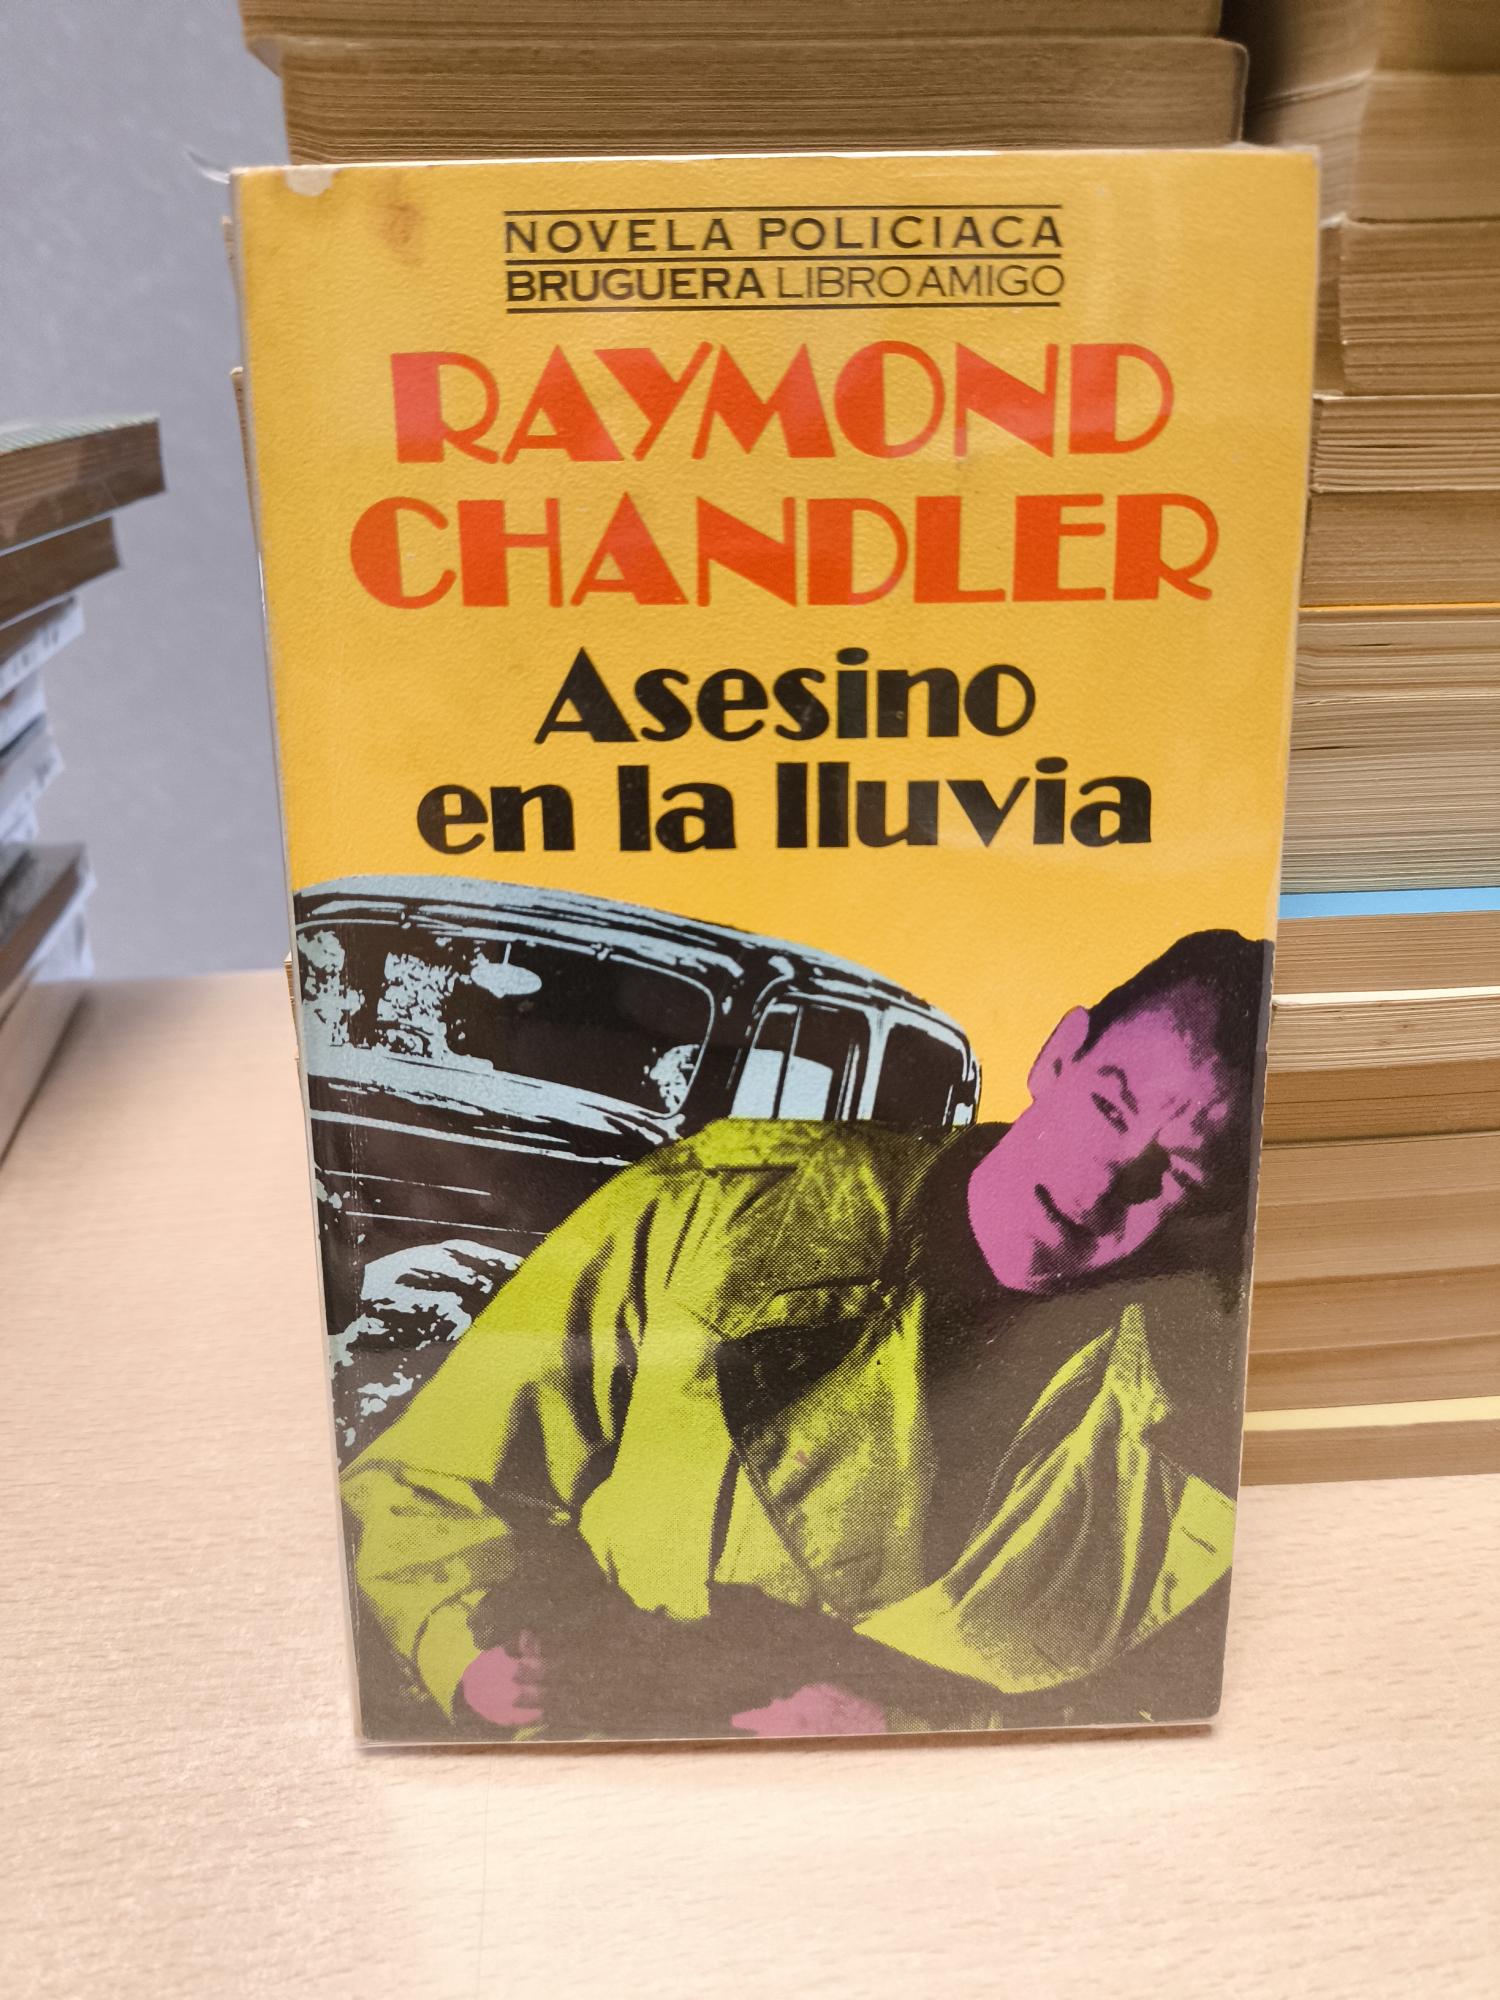 NOVELA POLICIACA
BRUGUERA LIBRO AMIGO
RAYMOND
CHANDLER
Asesino
en la lluvia